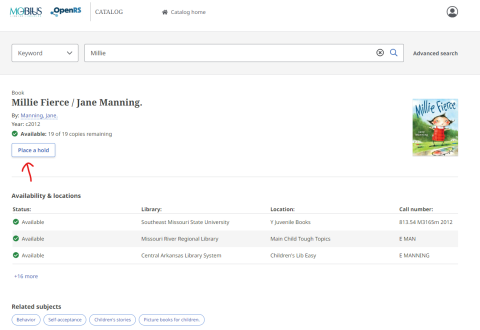 MOBIUS OpenRS CATALOG Catalog home
Keyword Millie Advanced search
Book
Millie Fierce / Jane Manning.
By: Manning, Jane.
Year: c2012
Available: 19 of 19 copies remaining
Place a hold
Millie Fierce
Availability & locations
Status: Library: Location: Call number:
Available Southeast Missouri State University Y Juvenile Books 813.54 M3165m 2012
Available Missouri River Regional Library Main Child Tough Topics E MAN
Available Central Arkansas Library System Children's Lib Easy E MANNING
+16 more
Related subjects
Behavior Self-acceptance Children's stories Picture books for children.